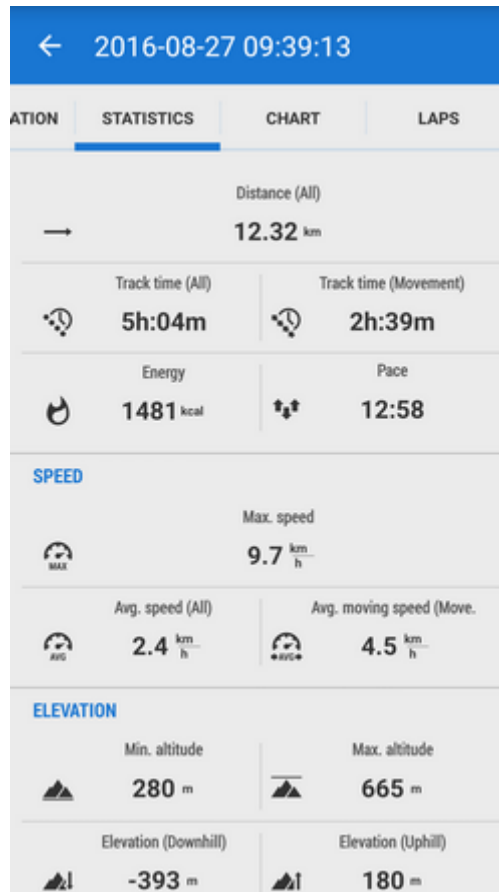 2016-08-27 09:39:13
ATION STATISTICS CHART LAPS
Distance (All)
12.32 km
Track time (All) Track time (Movement)
5h:04m 2h:39m
Energy Pace
1481 kcal 12:58
SPEED
Max. speed
MAX 9.7 km/h
Avg. speed (All) Avg. moving speed (Move.
AVG 2.4 km/h AVG 4.5 km/h
ELEVATION
Min. altitude Max. altitude
280 m 665 m
Elevation (Downhill) Elevation (Uphill)
-393 m 180 m